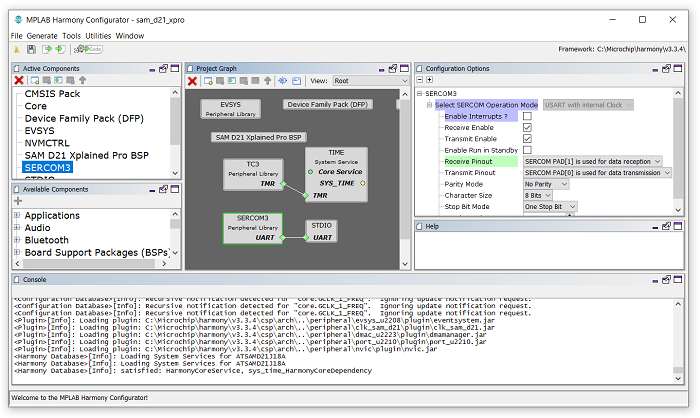 MPLAB Harmony Configurator - sam_d21_xpro
File Generate Tools Utilities Window
Code
Framework: C:\Microchip\harmony\v3.3.4\
Active Components
CMSIS Pack
Core
Device Family Pack (DFP)
EVSYS
NVMCTRL
SAM D21 Xplained Pro BSP
SERCOM3
STDIO
Available Components
Applications
Audio
Bluetooth
Board Support Packages (BSPs)
Project Graph
View: Root
EVSYS
Peripheral Library
Device Family Pack (DFP)
SAM D21 Xplained Pro BSP
TC3
Peripheral Library
TMR
TIME
System Service
Core Service
SYS_TIME
TMR
SERCOM3
Peripheral Library
UART
STDIO
UART
Configuration Options
SERCOM3
Select SERCOM Operation Mode USART with internal Clock
Enable Interrupts ?
Receive Enable
Transmit Enable
Enable Run in Standby
Receive Pinout SERCOM PAD[1] is used for data reception
Transmit Pinout SERCOM PAD[0] is used for data transmission
Parity Mode No Parity
Character Size 8 Bits
Stop Bit Mode One Stop Bit
Help
Console
<Configuration Database>[Info]: Recursive notification detected for "core.GCLK_1_FREQ". Ignoring update notification request.
<Configuration Database>[Info]: Recursive notification detected for "core.GCLK_1_FREQ". Ignoring update notification request.
<Plugin>[Info]: Loading plugin: C:\Microchip\harmony\v3.3.4\csp\arch\..\peripheral\evsys_u2208\plugin\eventsystem.jar
<Plugin>[Info]: Loading plugin: C:\Microchip\harmony\v3.3.4\csp\arch\..\peripheral\clk_sam_d21\plugin\clk_sam_d21.jar
<Plugin>[Info]: Loading plugin: C:\Microchip\harmony\v3.3.4\csp\arch\..\peripheral\dmac_u2223\plugin\dmamanager.jar
<Plugin>[Info]: Loading plugin: C:\Microchip\harmony\v3.3.4\csp\arch\..\peripheral\port_u2210\plugin\port_u2210.jar
<Plugin>[Info]: Loading plugin: C:\Microchip\harmony\v3.3.4\csp\arch\..\peripheral\nvic\plugin\nvic.jar
<Harmony Database>[Info]: Loading System Services for ATSAMD21J18A
<Harmony Database>[Info]: Loading System Services for ATSAMD21J18A
<Harmony Database>[Info]: satisfied: HarmonyCoreService, sys_time_HarmonyCoreDependency
Welcome to the MPLAB Harmony Configurator!